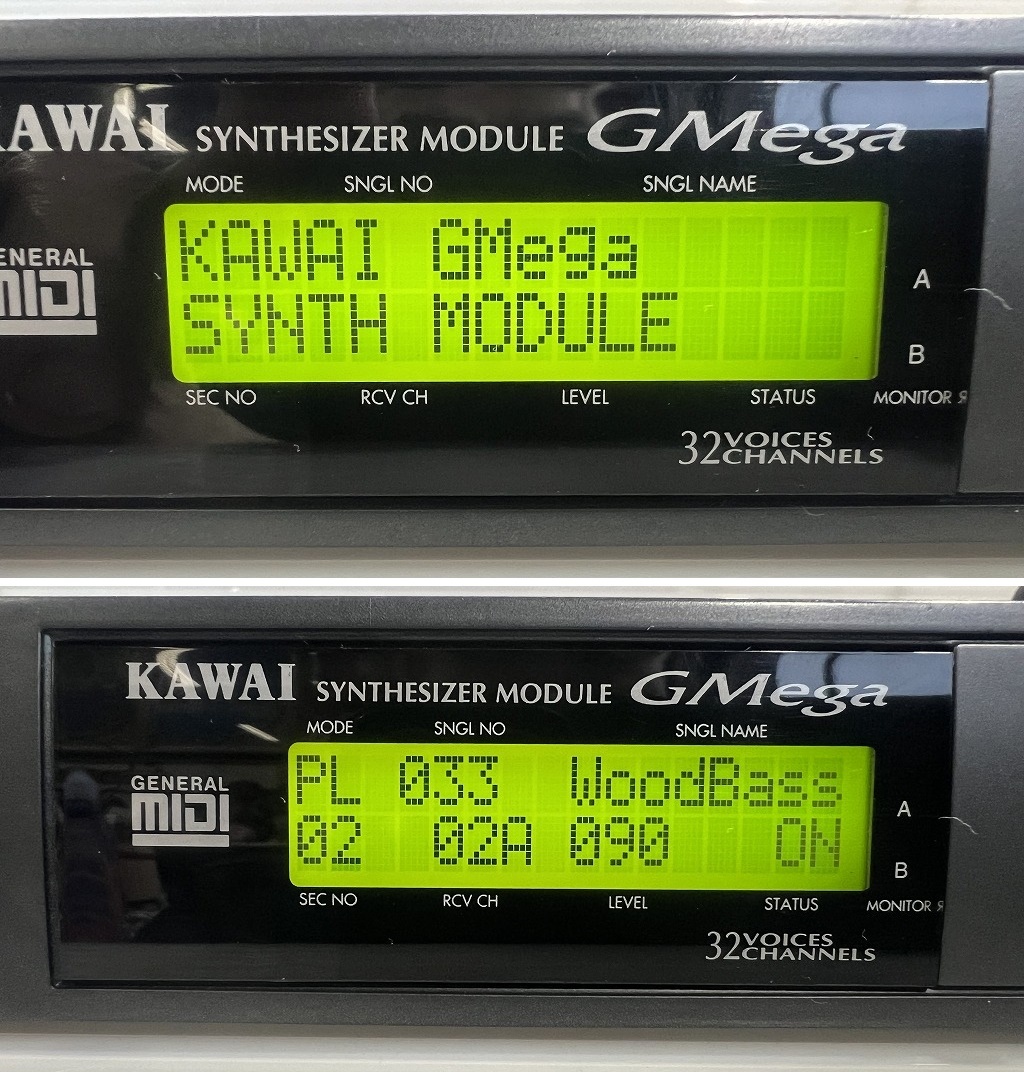 KAWAI SYNTHESIZER MODULE GMega
MODE SNGL NO SNGL NAME
GENERAL
MIDI
KAWAI GMega
SYNTH MODULE
A
B
SEC NO RCV CH LEVEL STATUS MONITOR
32 VOICES
CHANNELS
KAWAI SYNTHESIZER MODULE GMega
MODE SNGL NO SNGL NAME
GENERAL
MIDI
PL 033 WoodBass
02 02A 090 ON
A
B
SEC NO RCV CH LEVEL STATUS MONITOR
32 VOICES
CHANNELS